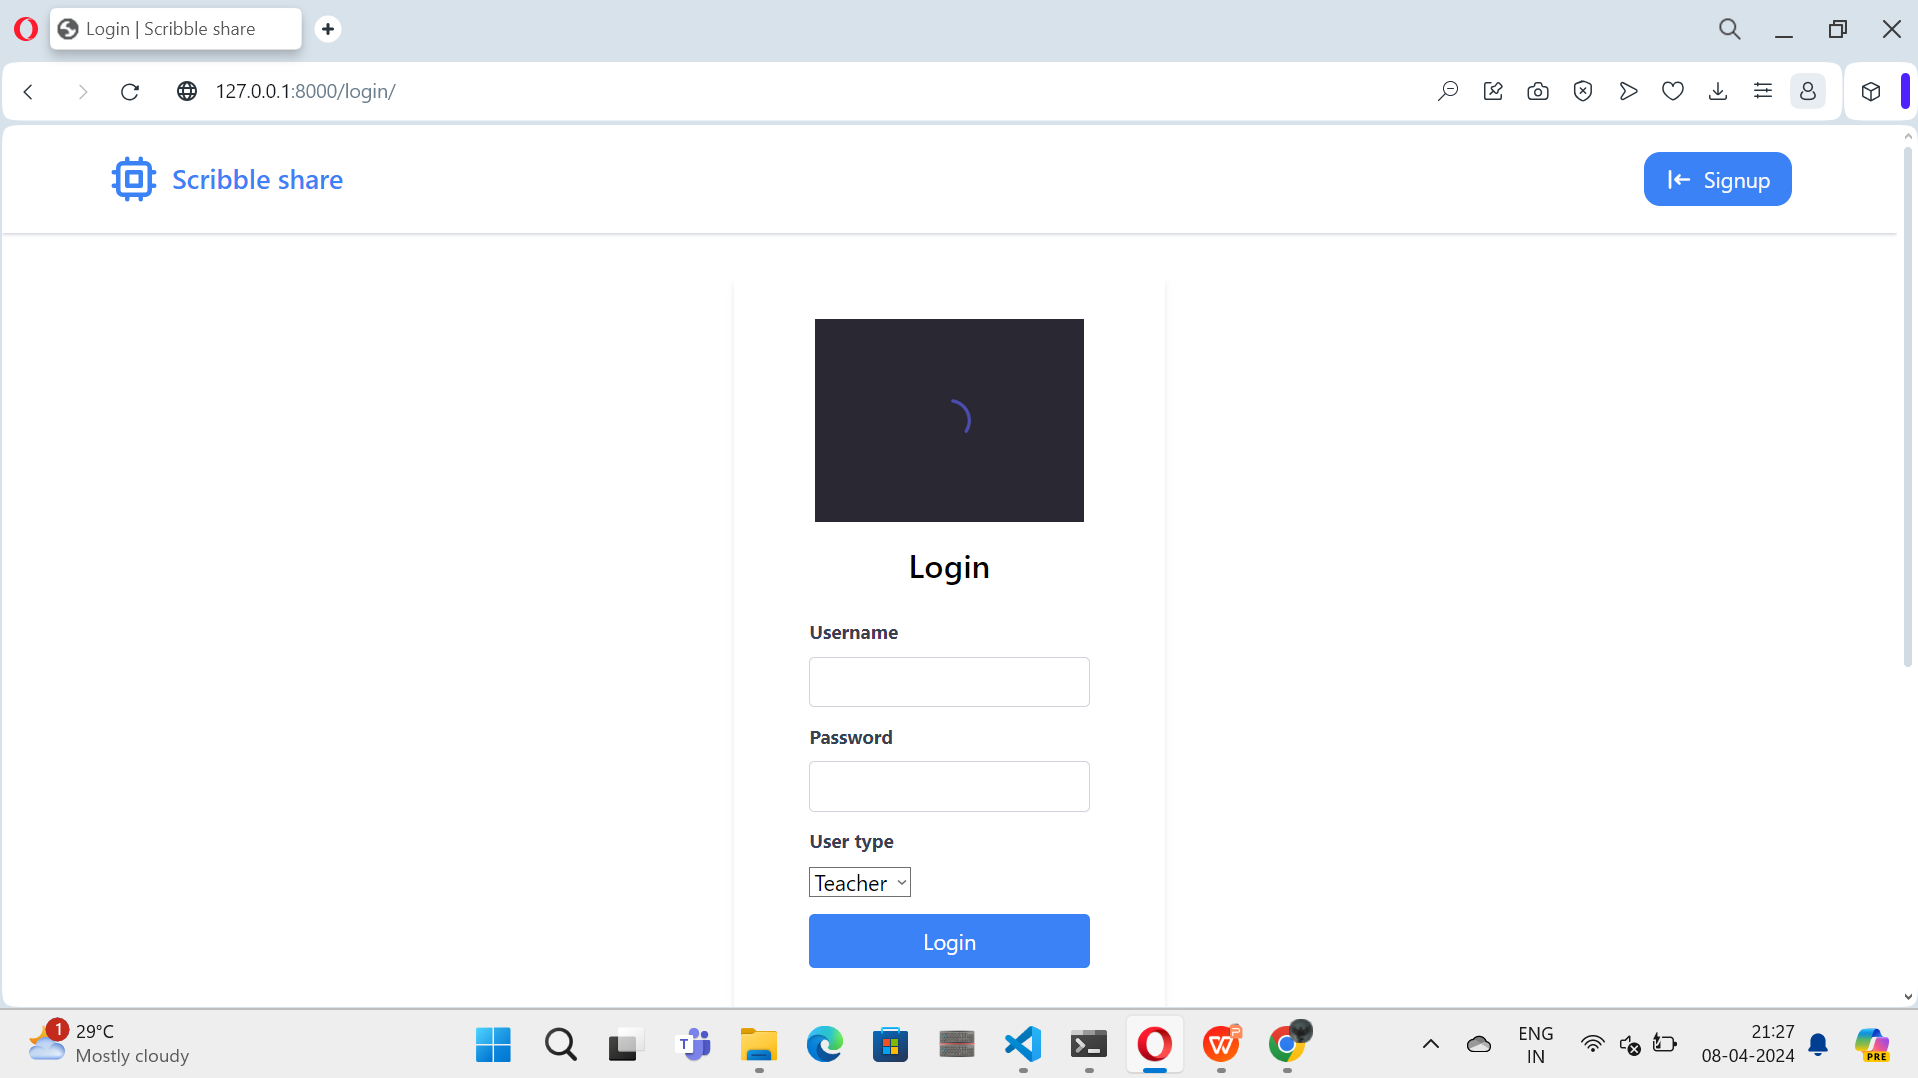 Login | Scribble share
127.0.0.1:8000/login/
Scribble share
Signup
Login
Username
Password
User type
Teacher
Login
1
29°C
Mostly cloudy
ENG
IN
21:27
08-04-2024
PRE